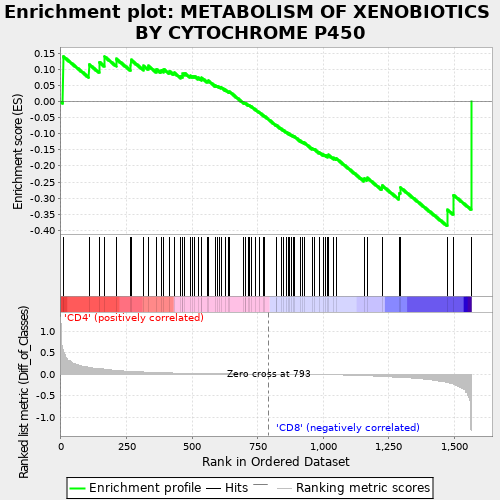 Enrichment plot: METABOLISM OF XENOBIOTICS
BY CYTOCHROME P450
Enrichment score (ES)
0.15
0.10
0.05
0.00
-0.05
-0.10
-0.15
-0.20
-0.25
-0.30
-0.35
-0.40
'CD4' (positively correlated)
Ranked list metric (Diff_of_Classes)
1.0
0.5
0.0
-0.5
-1.0
Zero cross at 793
'CD8' (negatively correlated)
0
250
500
750
1,000
1,250
1,500
Rank in Ordered Dataset
Enrichment profile
Hits
Ranking metric scores